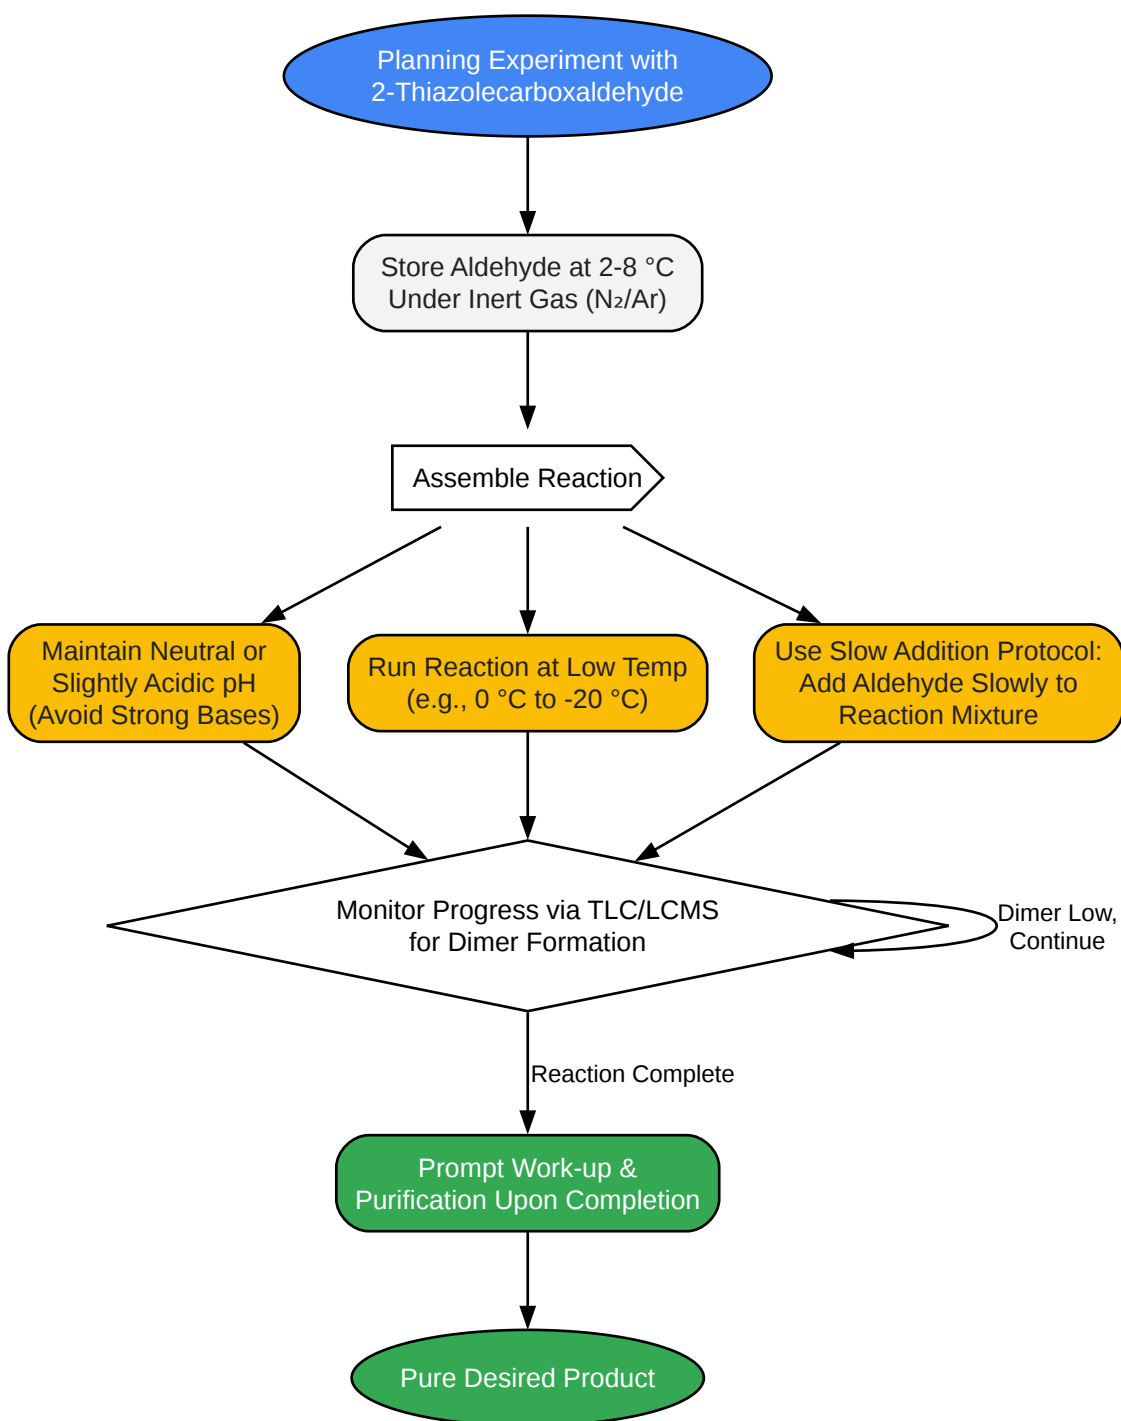 Planning Experiment with
2-Thiazolecarboxaldehyde
Store Aldehyde at 2-8 °C
Under Inert Gas (N₂/Ar)
Assemble Reaction
Maintain Neutral or
Slightly Acidic pH
(Avoid Strong Bases)
Run Reaction at Low Temp
(e.g., 0 °C to -20 °C)
Use Slow Addition Protocol:
Add Aldehyde Slowly to
Reaction Mixture
Monitor Progress via TLC/LCMS
for Dimer Formation
Dimer Low,
Continue
Reaction Complete
Prompt Work-up &
Purification Upon Completion
Pure Desired Product